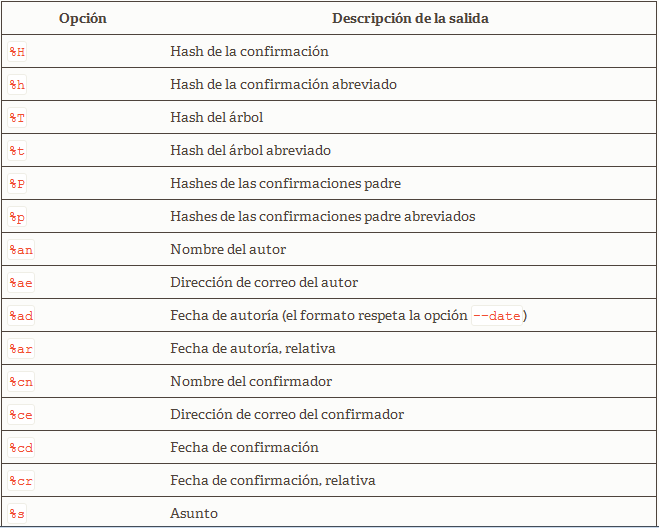 Opción Descripción de la salida
%H Hash de la confirmación
%h Hash de la confirmación abreviado
%T Hash del árbol
%t Hash del árbol abreviado
%P Hashes de las confirmaciones padre
%p Hashes de las confirmaciones padre abreviados
%an Nombre del autor
%ae Dirección de correo del autor
%ad Fecha de autoría (el formato respeta la opción --date)
%ar Fecha de autoría, relativa
%cn Nombre del confirmador
%ce Dirección de correo del confirmador
%cd Fecha de confirmación
%cr Fecha de confirmación, relativa
%s Asunto